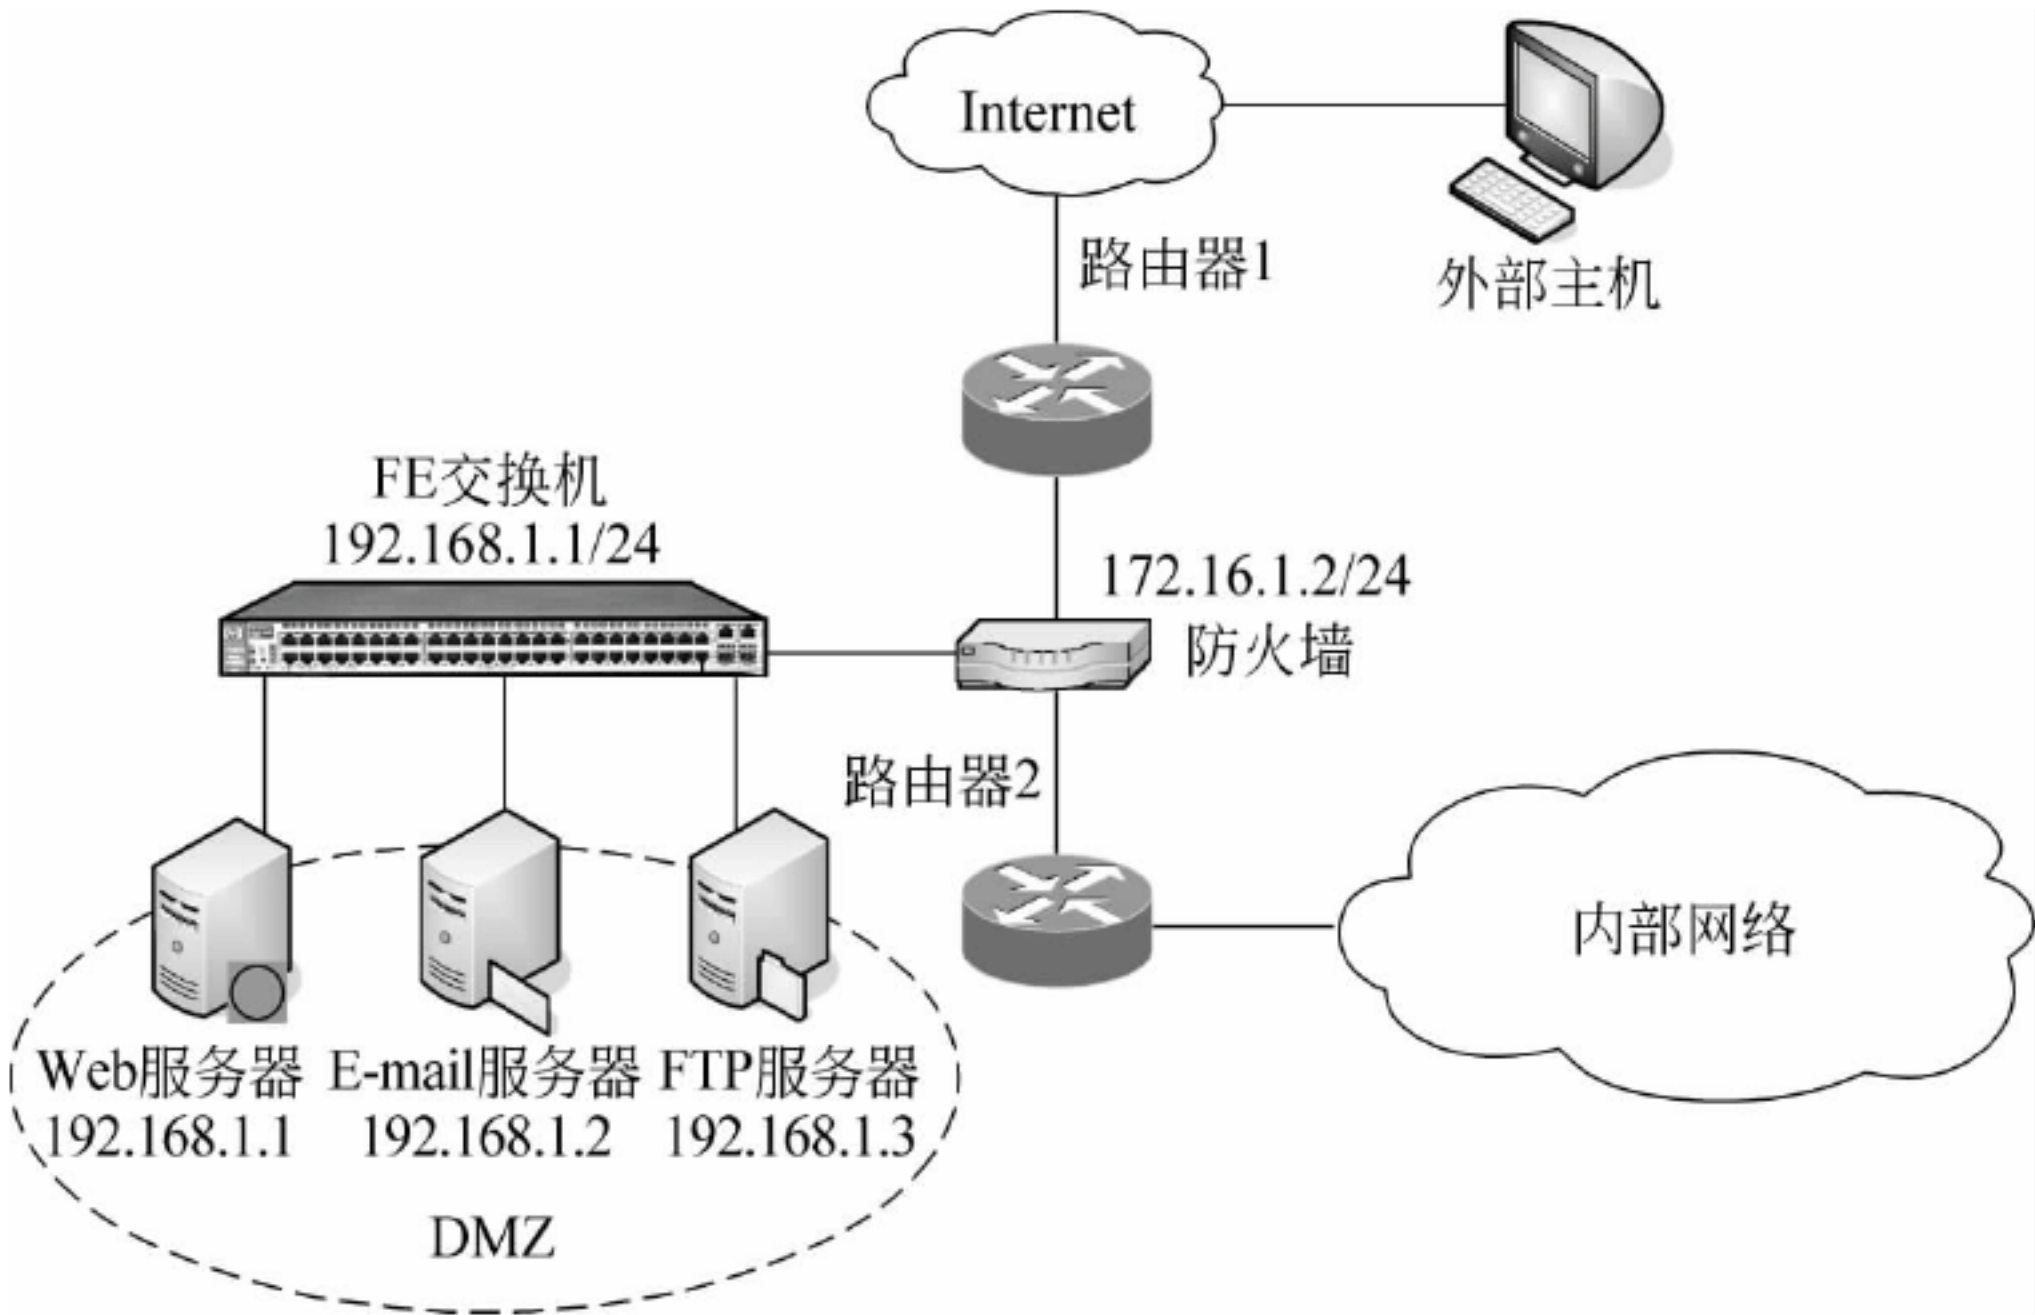 Internet
路由器1
外部主机
FE交换机
192.168.1.1/24
172.16.1.2/24
防火墙
路由器2
内部网络
Web服务器
192.168.1.1
E-mail服务器
192.168.1.2
FTP服务器
192.168.1.3
DMZ